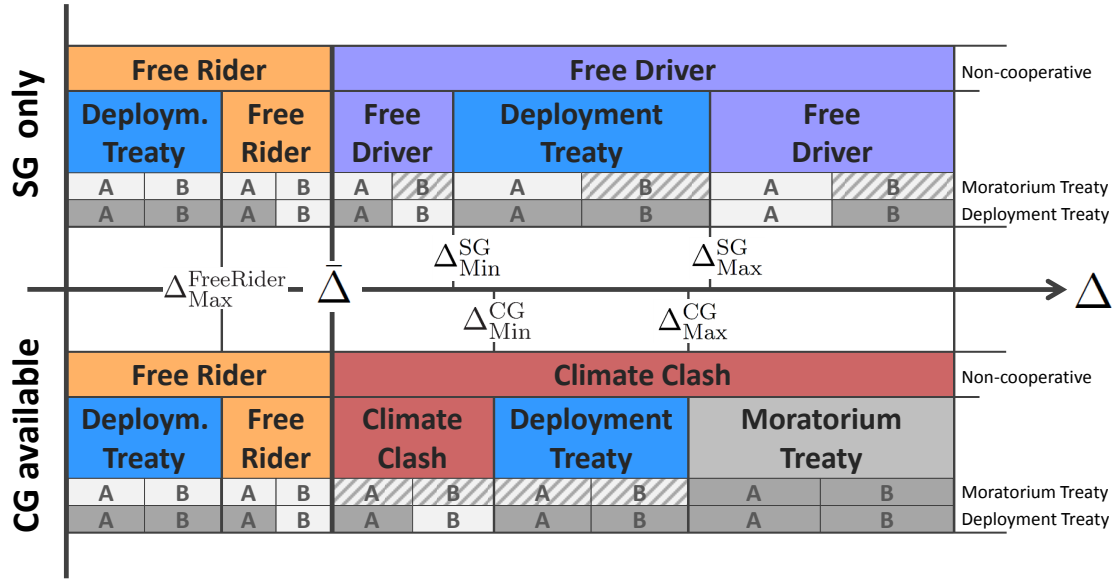 SG only
Free Rider Free Driver Non-cooperative
Deploym. Free Free Deployment Free
Treaty Rider Driver Treaty Driver
A B A B A B A B A B Moratorium Treaty
A B A B A B A B A B Deployment Treaty
Δ^SG_Min Δ^SG_Max
Δ^FreeRider_Max Δ̄ Δ
Δ^CG_Min Δ^CG_Max
CG available
Free Rider Climate Clash Non-cooperative
Deploym. Free Climate Deployment Moratorium
Treaty Rider Clash Treaty Treaty
A B A B A B A B A B Moratorium Treaty
A B A B A B A B A B Deployment Treaty